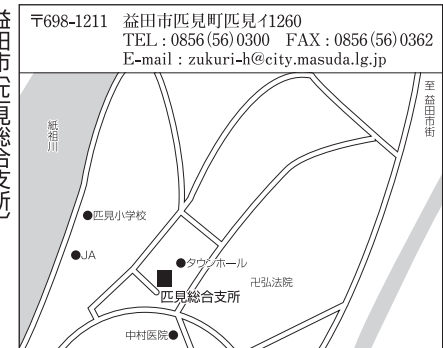 益田市(匹見総合支所)
〒698-1211 益田市匹見町匹見イ1260
TEL : 0856(56)0300 FAX : 0856(56)0362
E-mail : zukuri-h@city.masuda.lg.jp
至 益田市街
紙祖川
●匹見小学校
●JA
●タウンホール
卍弘法院
匹見総合支所
中村医院●